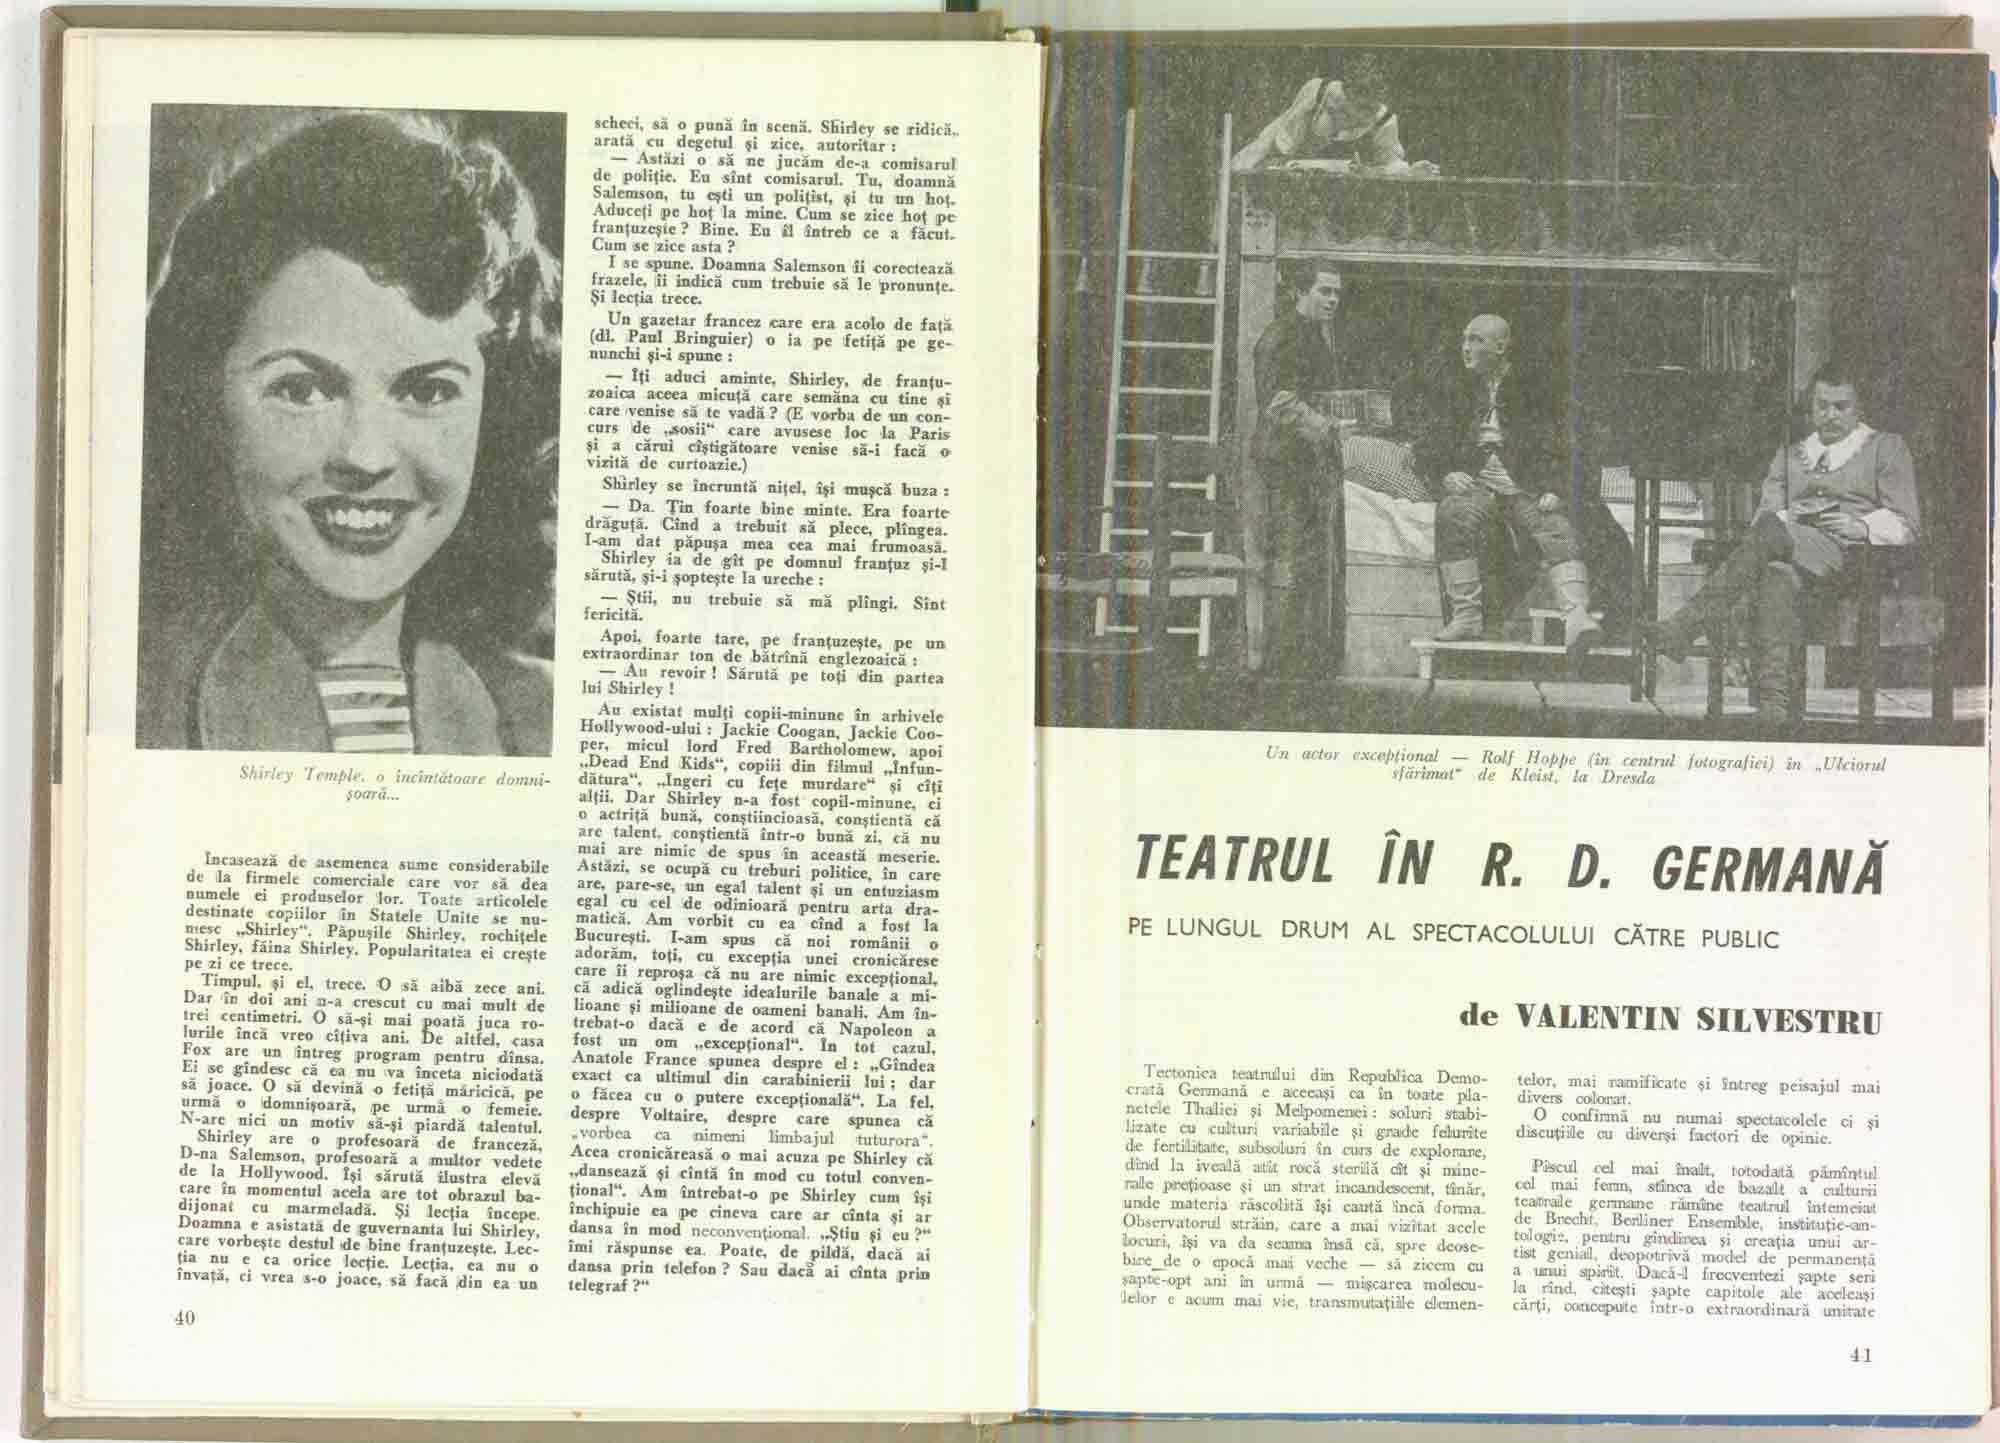 Shirley Temple, o încîntătoare domni-
șoară...
Încasează de asemenea sume considerabile
de la firmele comerciale care vor să dea
numele ei produselor lor. Toate articolele
destinate copiilor în Statele Unite se nu-
mesc „Shirley“. Păpușile Shirley, rochițele
Shirley, făina Shirley. Popularitatea ei crește
pe zi ce trece.
Timpul, și el, trece. O să aibă zece ani.
Dar în doi ani n-a crescut cu mai mult de
trei centimetri. O să-și mai poată juca ro-
lurile încă vreo cîțiva ani. De altfel, casa
Fox are un întreg program pentru dînsa.
Ei se gîndesc că ea nu va înceta niciodată
să joace. O să devină o fetiță măricică, pe
urmă o domnișoară, pe urmă o femeie.
N-are nici un motiv să-și piardă talentul.
Shirley are o profesoară de franceză,
D-na Salemson, profesoară a multor vedete
de la Hollywood. Își sărută ilustra elevă
care în momentul acela are tot obrazul ba-
dijonat cu marmeladă. Și lecția începe.
Doamna e asistată de guvernanta lui Shirley,
care vorbește destul de bine franțuzește. Lec-
ția nu e ca orice lecție. Lecția, ea nu o
învață, ci vrea s-o joace, să facă din ea un
40
scheci, să o pună în scenă. Shirley se ridică,
arată cu degetul și zice, autoritar :
— Astăzi o să ne jucăm de-a comisarul
de poliție. Eu sînt comisarul. Tu, doamnă
Salemson, tu ești un polițist, și tu un hoț.
Aduceți pe hoț la mine. Cum se zice hoț pe
franțuzește ? Bine. Eu îl întreb ce a făcut.
Cum se zice asta ?
I se spune. Doamna Salemson îi corectează
frazele, îi indică cum trebuie să le pronunțe.
Și lecția trece.
Un gazetar francez care era acolo de față
(dl. Paul Bringuier) o ia pe fetiță pe ge-
nunchi și-i spune :
— Îți aduci aminte, Shirley, de franțu-
zoaica aceea micuță care semăna cu tine și
care venise să te vadă ? (E vorba de un con-
curs de „sosii“ care avusese loc la Paris
și a cărui cîștigătoare venise să-i facă o
vizită de curtoazie.)
Shirley se încruntă nițel, își mușcă buza :
— Da. Țin foarte bine minte. Era foarte
drăguță. Cînd a trebuit să plece, plîngea.
I-am dat păpușa mea cea mai frumoasă.
Shirley ia de gît pe domnul franțuz și-l
sărută, și-i șoptește la ureche :
— Știi, nu trebuie să mă plîngi. Sînt
fericită.
Apoi, foarte tare, pe franțuzește, pe un
extraordinar ton de bătrînă englezoaică :
— Au revoir ! Sărută pe toți din partea
lui Shirley !
Au existat mulți copii-minune în arhivele
Hollywood-ului : Jackie Coogan, Jackie Coo-
per, micul lord Fred Bartholomew, apoi
„Dead End Kids“, copiii din filmul „Înfun-
dătura“, „Îngeri cu fețe murdare“ și cîți
alții. Dar Shirley n-a fost copil-minune, ci
o actriță bună, conștiincioasă, conștientă că
are talent, conștientă într-o bună zi, că nu
mai are nimic de spus în această meserie.
Astăzi, se ocupă cu treburi politice, în care
are, pare-se, un egal talent și un entuziasm
egal cu cel de odinioară pentru arta dra-
matică. Am vorbit cu ea cînd a fost la
București. I-am spus că noi românii o
adorăm, toți, cu excepția unei cronicărese
care îi reproșa că nu are nimic excepțional,
că adică oglindește idealurile banale a mi-
lioane și milioane de oameni banali. Am în-
trebat-o dacă e de acord că Napoleon a
fost un om „excepțional“. În tot cazul,
Anatole France spunea despre el : „Gîndea
exact ca ultimul din carabinierii lui ; dar
o făcea cu o putere excepțională“. La fel,
despre Voltaire, despre care spunea că
„vorbea ca nimeni limbajul tuturora“.
Acea cronicăreasă o mai acuza pe Shirley că
„dansează și cîntă în mod cu totul conven-
țional“. Am întrebat-o pe Shirley cum își
închipuie ea pe cineva care ar cînta și ar
dansa în mod neconvențional. „Știu și eu ?“
îmi răspunse ea. Poate, de pildă, dacă ai
dansa prin telefon ? Sau dacă ai cînta prin
telegraf ?“
Un actor excepțional — Rolf Hoppe (în centrul fotografiei) în „Ulciorul
sfărîmat“ de Kleist, la Dresda
TEATRUL ÎN R. D. GERMANĂ
PE LUNGUL DRUM AL SPECTACOLULUI CĂTRE PUBLIC
de VALENTIN SILVESTRU
Tectonica teatrului din Republica Demo-
crată Germană e aceeași ca în toate pla-
netele Thaliei și Melpomenei : soluri stabi-
lizate cu culturi variabile și grade felurite
de fertilitate, subsoluri în curs de explorare,
dînd la iveală atît rocă sterilă cît și mine-
rale prețioase și un strat incandescent, tînăr,
unde materia răscolită își caută încă forma.
Observatorul străin, care a mai vizitat acele
locuri, își va da seama însă că, spre deose-
bire de o epocă mai veche — să zicem cu
șapte-opt ani în urmă — mișcarea molecu-
lelor e acum mai vie, transmutațiile elemen-
telor, mai ramificate și întreg peisajul mai
divers colorat.
O confirmă nu numai spectacolele ci și
discuțiile cu diverși factori de opinie.
Piscul cel mai înalt, totodată pămîntul
cel mai ferm, stînca de bazalt a culturii
teatrale germane rămîne teatrul întemeiat
de Brecht, Berliner Ensemble, instituție-an-
tologie, pentru gîndirea și creația unui ar-
tist genial, deopotrivă model de permanență
a unui spirit. Dacă-l frecventezi șapte seri
la rînd, citești șapte capitole ale aceleași
cărți, concepute într-o extraordinară unitate
41